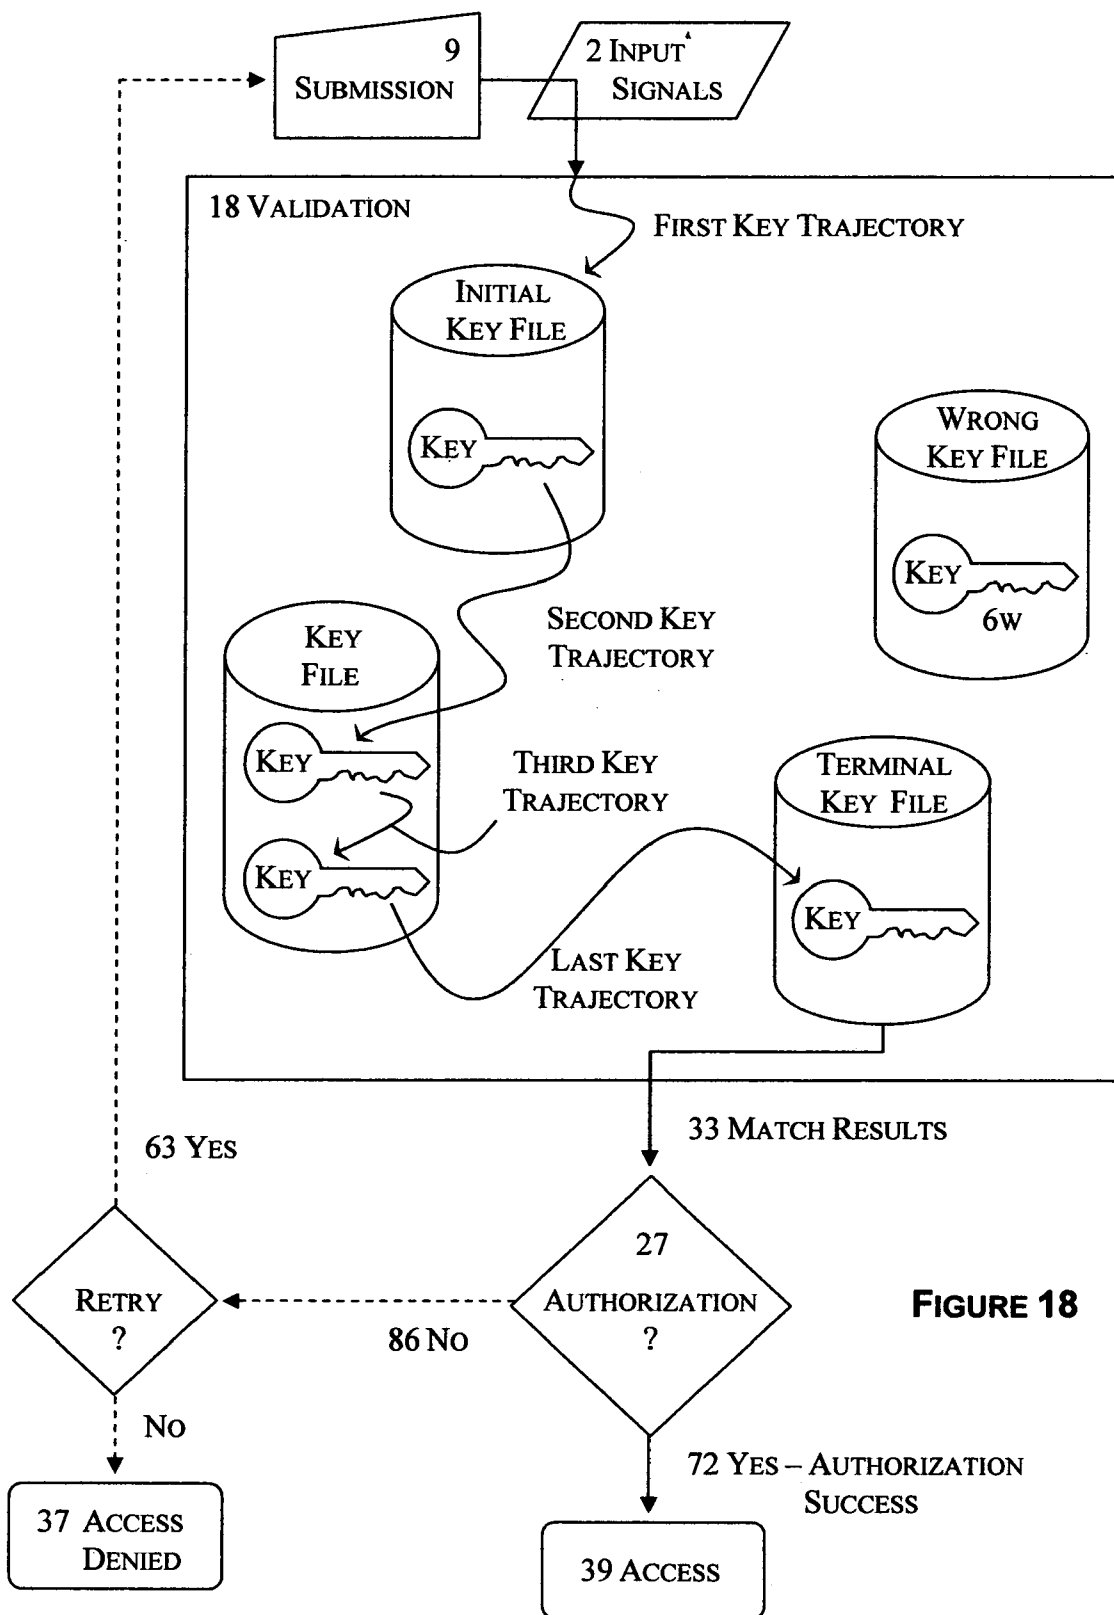 9
SUBMISSION
2 INPUT
SIGNALS
18 VALIDATION
FIRST KEY TRAJECTORY
INITIAL
KEY FILE
KEY
WRONG
KEY FILE
KEY
6W
SECOND KEY
TRAJECTORY
KEY
FILE
KEY
THIRD KEY
TRAJECTORY
KEY
TERMINAL
KEY FILE
KEY
LAST KEY
TRAJECTORY
33 MATCH RESULTS
63 YES
27
AUTHORIZATION
?
RETRY
?
86 NO
FIGURE 18
NO
72 YES – AUTHORIZATION
SUCCESS
37 ACCESS
DENIED
39 ACCESS